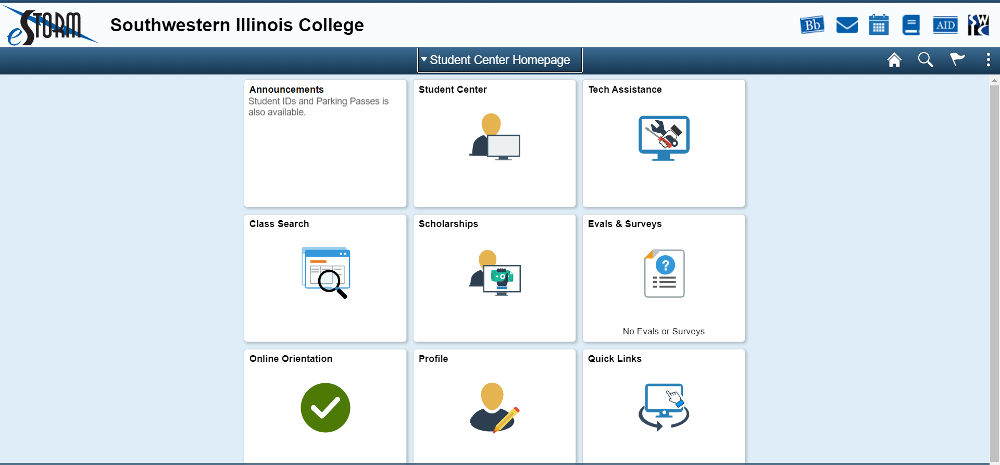 eSTORM
Southwestern Illinois College
Bb
AID
SW
IC
Student Center Homepage
Announcements
Student IDs and Parking Passes is
also available.
Student Center
Tech Assistance
Class Search
Scholarships
Evals & Surveys
?
No Evals or Surveys
Online Orientation
Profile
Quick Links